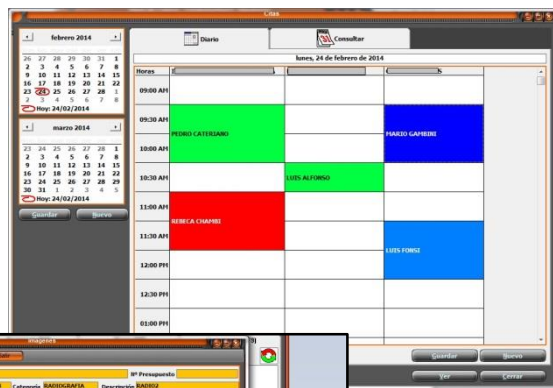 Citas
febrero 2014
26 27 28 29 30 31 1
2 3 4 5 6 7 8
9 10 11 12 13 14 15
16 17 18 19 20 21 22
23 24 25 26 27 28 1
2 3 4 5 6 7 8
Hoy: 24/02/2014
marzo 2014
23 24 25 26 27 28 1
2 3 4 5 6 7 8
9 10 11 12 13 14 15
16 17 18 19 20 21 22
23 24 25 26 27 28 29
30 31 1 2 3 4 5
Hoy: 24/02/2014
Guardar Nuevo
Diario Consultar
lunes, 24 de febrero de 2014
Horas
09:00 AM
09:30 AM
PEDRO CATERIANO MARIO GAMBINI
10:00 AM
10:30 AM LUIS ALFONSO
11:00 AM
REBECA CHAMBI
11:30 AM
LUIS FONSI
12:00 PM
12:30 PM
01:00 PM
Guardar Nuevo
Ver Cerrar
Imagenes
Nº Presupuesto
Categoria RADIOGRAFIA Descripción RADIO2